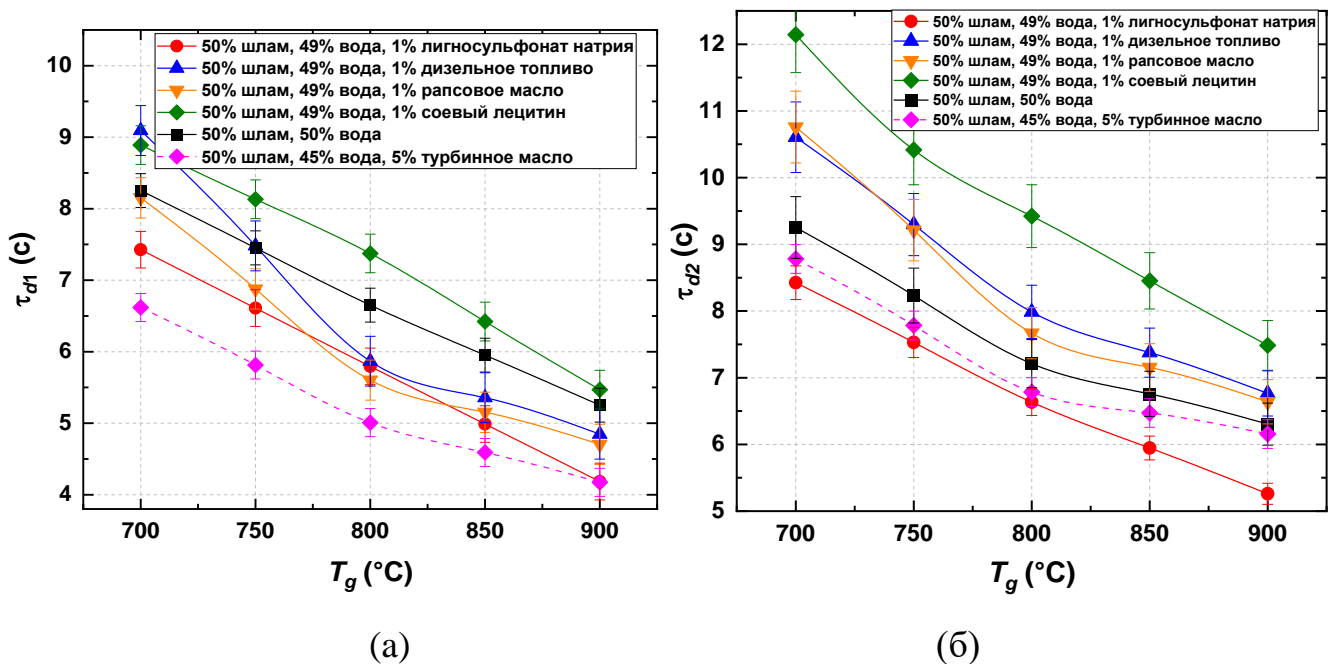 50% шлам, 49% вода, 1% лигносульфонат натрия
50% шлам, 49% вода, 1% дизельное топливо
50% шлам, 49% вода, 1% рапсовое масло
50% шлам, 49% вода, 1% соевый лецитин
50% шлам, 50% вода
50% шлам, 45% вода, 5% турбинное масло
10
9
8
7
6
5
4
τd1 (с)
700 750 800 850 900
Tg (°C)
(а)
50% шлам, 49% вода, 1% лигносульфонат натрия
50% шлам, 49% вода, 1% дизельное топливо
50% шлам, 49% вода, 1% рапсовое масло
50% шлам, 49% вода, 1% соевый лецитин
50% шлам, 50% вода
50% шлам, 45% вода, 5% турбинное масло
12
11
10
9
8
7
6
5
τd2 (с)
700 750 800 850 900
Tg (°C)
(б)